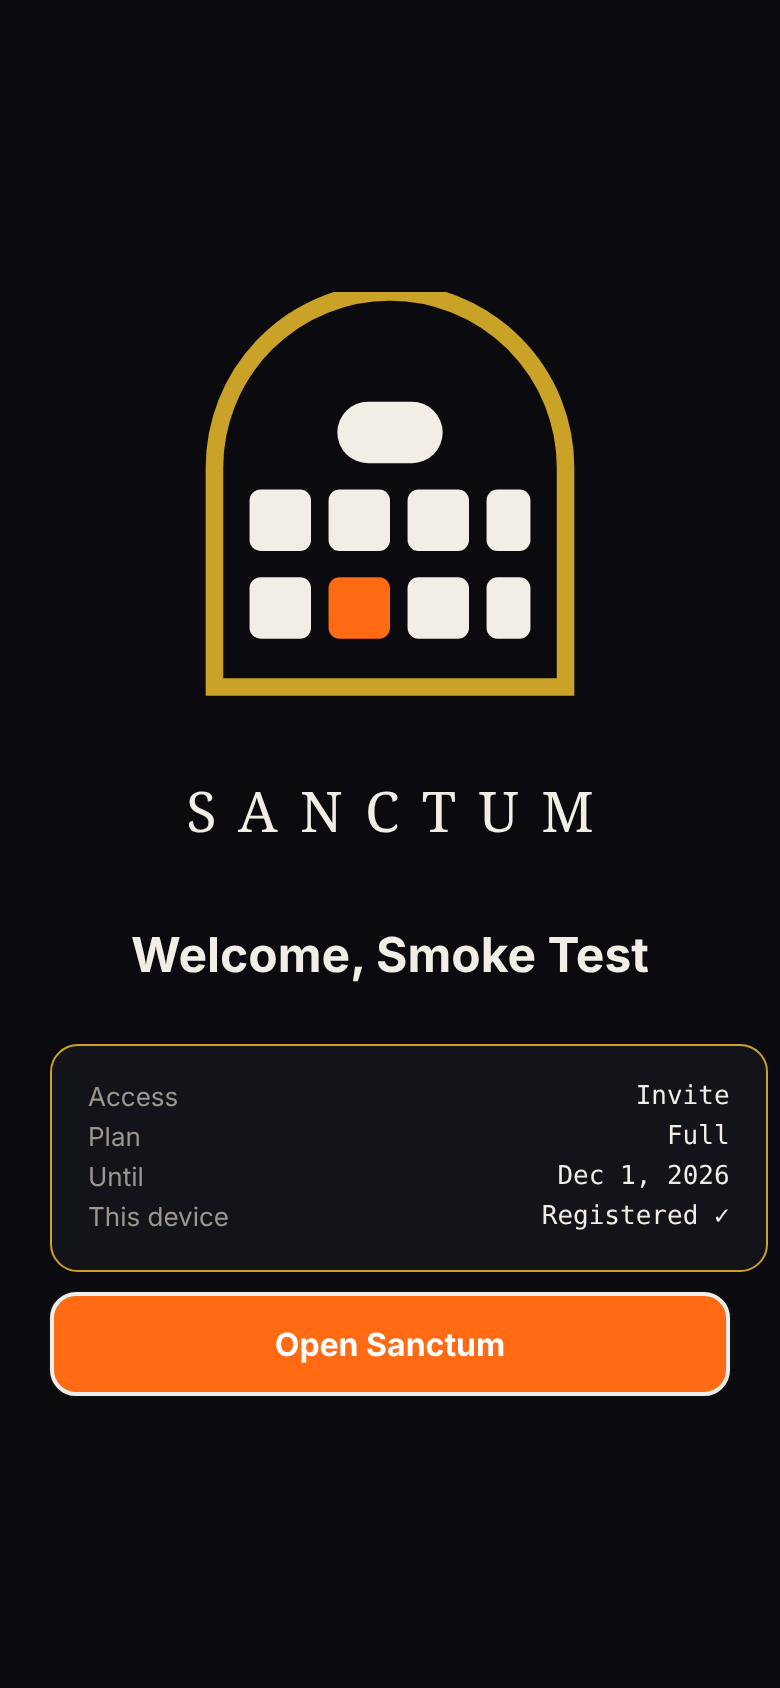 SANCTUM
Welcome, Smoke Test
Access Invite
Plan Full
Until Dec 1, 2026
This device Registered ✓
Open Sanctum